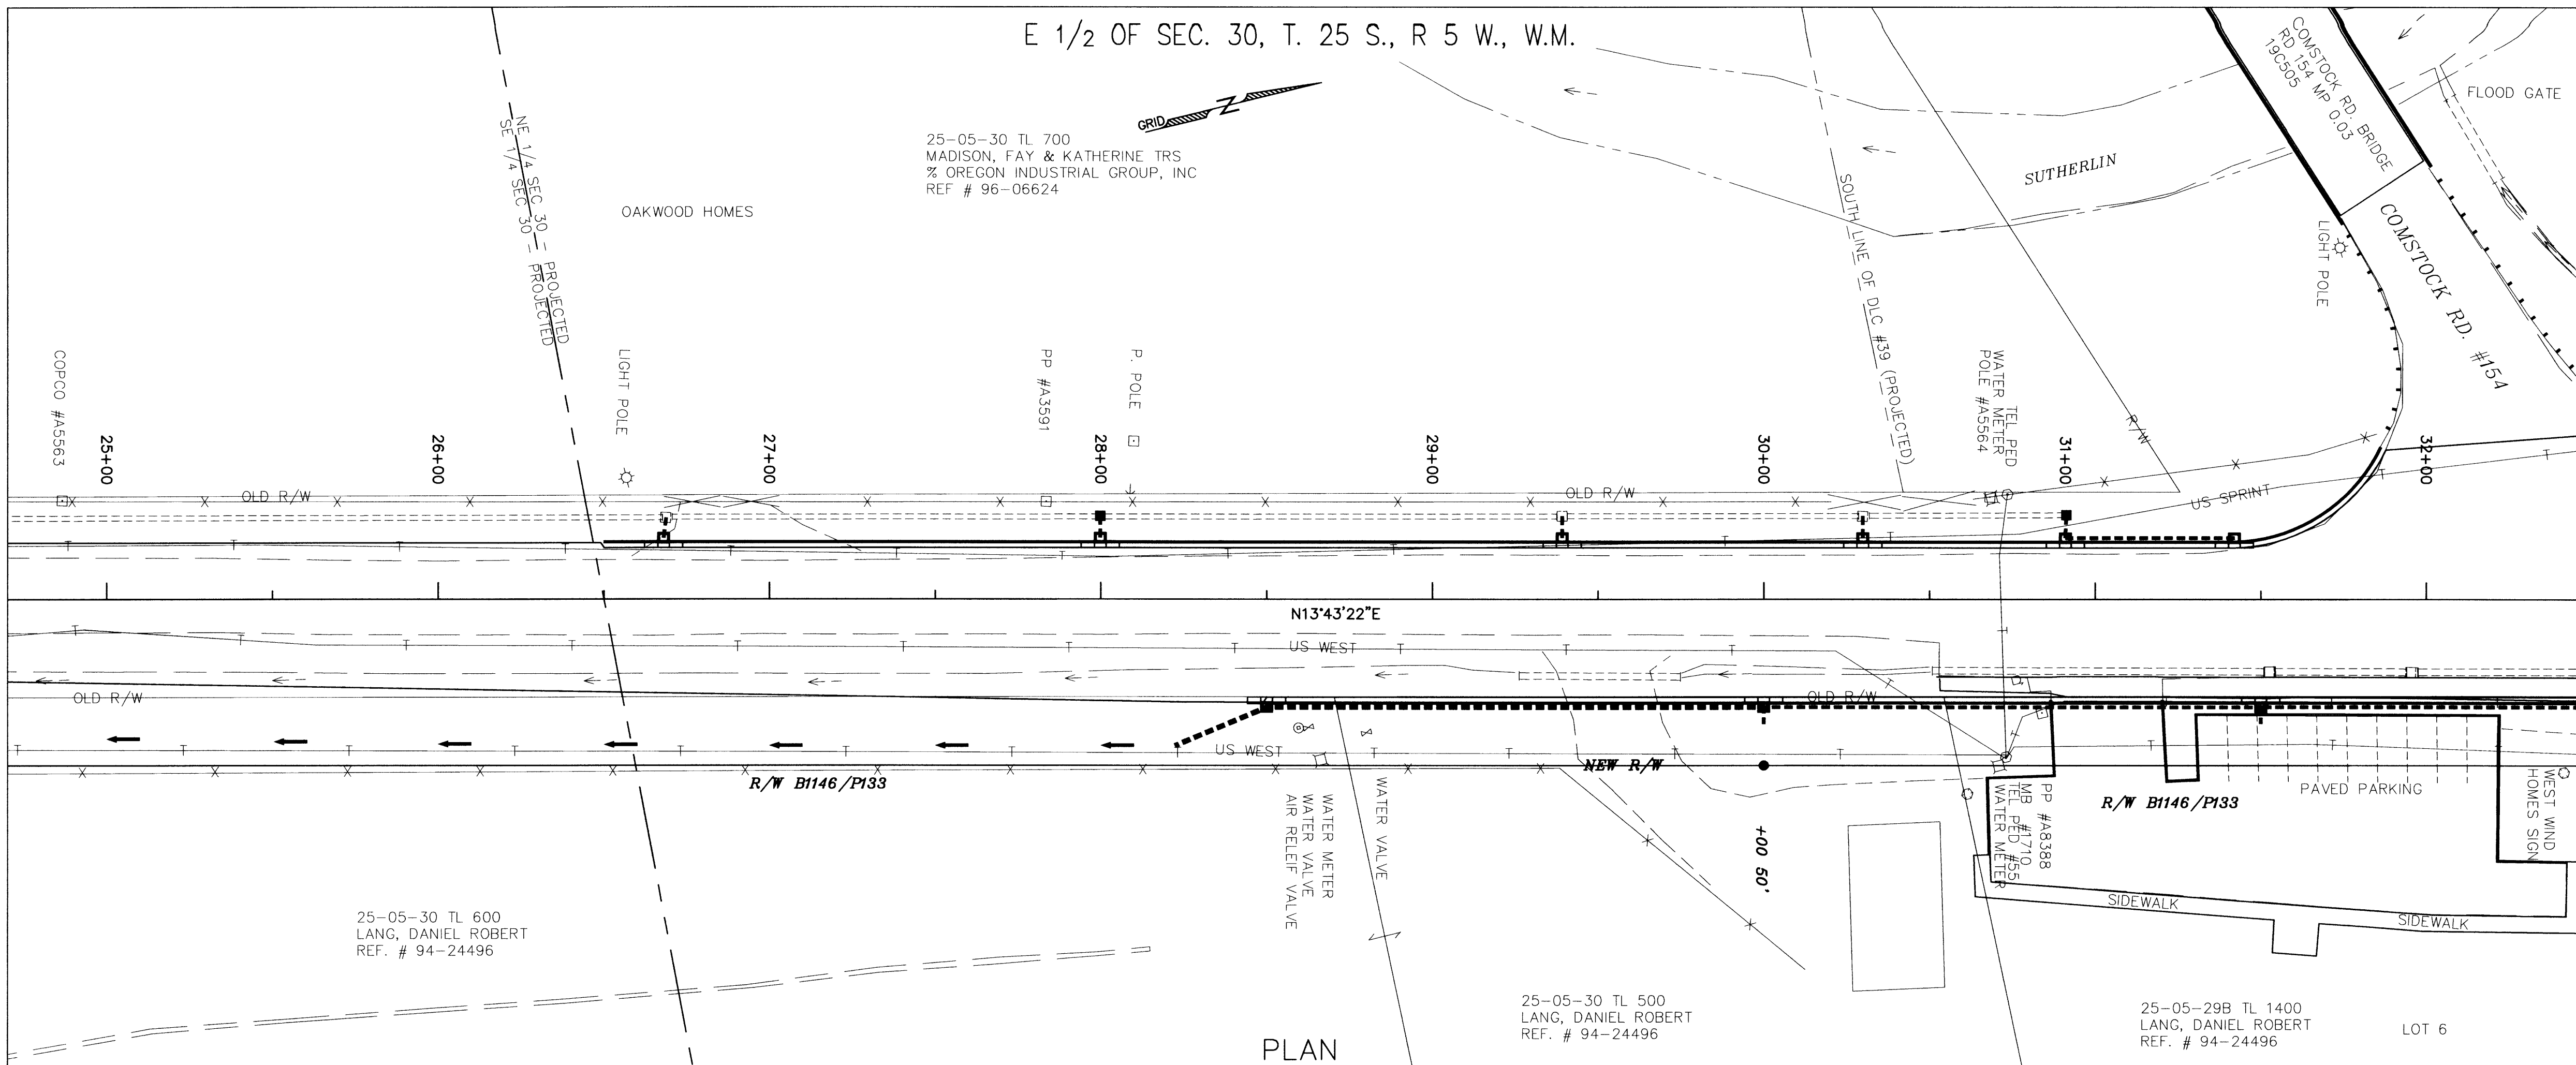 E 1/2 OF SEC. 30, T. 25 S., R 5 W., W.M.
GRID
N
25-05-30 TL 700
MADISON, FAY & KATHERINE TRS
% OREGON INDUSTRIAL GROUP, INC
REF # 96-06624
OAKWOOD HOMES
NE 1/4 SEC 30 - PROJECTED
SE 1/4 SEC 30 - PROJECTED
SOUTH LINE OF DLC #39 (PROJECTED)
SUTHERLIN
COMSTOCK RD. BRIDGE
RD 154 MP 0.03
19C505
FLOOD GATE
LIGHT POLE
COMSTOCK RD. #154
COPCO #A5563
LIGHT POLE
PP #A3591
P. POLE
TEL PED
WATER METER
POLE #A5564
R/W
25+00
26+00
27+00
28+00
29+00
30+00
31+00
32+00
OLD R/W
OLD R/W
US SPRINT
N13°43'22"E
US WEST
OLD R/W
OLD R/W
US WEST
R/W B1146/P133
NEW R/W
R/W B1146/P133
PAVED PARKING
WEST WIND
HOMES SIGN
WATER VALVE
WATER METER
WATER VALVE
AIR RELEIF VALVE
+00 50'
PP #A8388
MB #1710
TEL PED #55
WATER METER
SIDEWALK
SIDEWALK
25-05-30 TL 600
LANG, DANIEL ROBERT
REF. # 94-24496
25-05-30 TL 500
LANG, DANIEL ROBERT
REF. # 94-24496
25-05-29B TL 1400
LANG, DANIEL ROBERT
REF. # 94-24496
LOT 6
PLAN